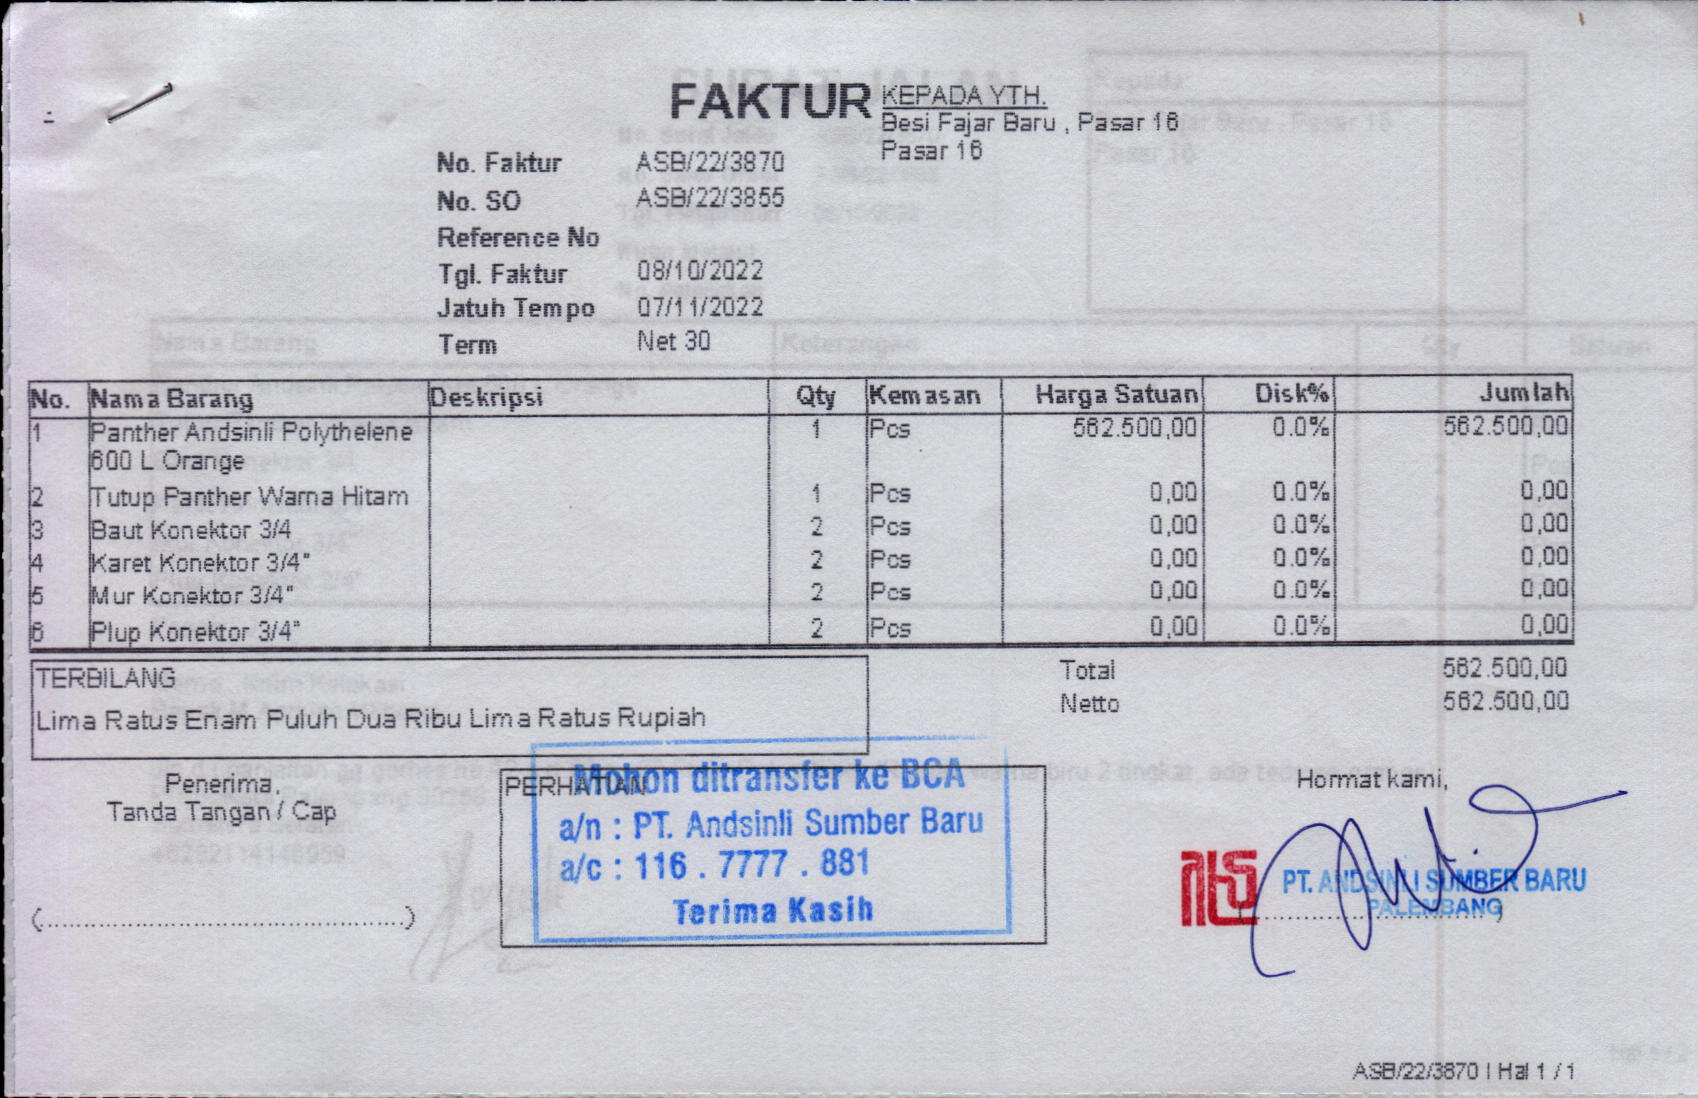 FAKTUR
KEPADA YTH.
Besi Fajar Baru , Pasar 16
Pasar 16
No. Faktur ASB/22/3870
No. SO ASB/22/3855
Reference No
Tgl. Faktur 08/10/2022
Jatuh Tempo 07/11/2022
Term Net 30
No. Nama Barang Deskripsi Qty Kemasan Harga Satuan Disk% Jumlah
1 Panther Andsinli Polythelene 1 Pcs 562.500,00 0.0% 562.500,00
600 L Orange
2 Tutup Panther Warna Hitam 1 Pcs 0,00 0.0% 0,00
3 Baut Konektor 3/4 2 Pcs 0,00 0.0% 0,00
4 Karet Konektor 3/4" 2 Pcs 0,00 0.0% 0,00
5 Mur Konektor 3/4" 2 Pcs 0,00 0.0% 0,00
6 Plup Konektor 3/4" 2 Pcs 0,00 0.0% 0,00
TERBILANG
Lima Ratus Enam Puluh Dua Ribu Lima Ratus Rupiah
Total 562.500,00
Netto 562.500,00
Penerima,
Tanda Tangan / Cap
(........................................)
PERHATIAN
Mohon ditransfer ke BCA
a/n : PT. Andsinli Sumber Baru
a/c : 116 . 7777 . 881
Terima Kasih
Hormat kami,
PT. ANDSINLI SUMBER BARU
PALEMBANG
ASB/22/3870 | Hal 1 / 1